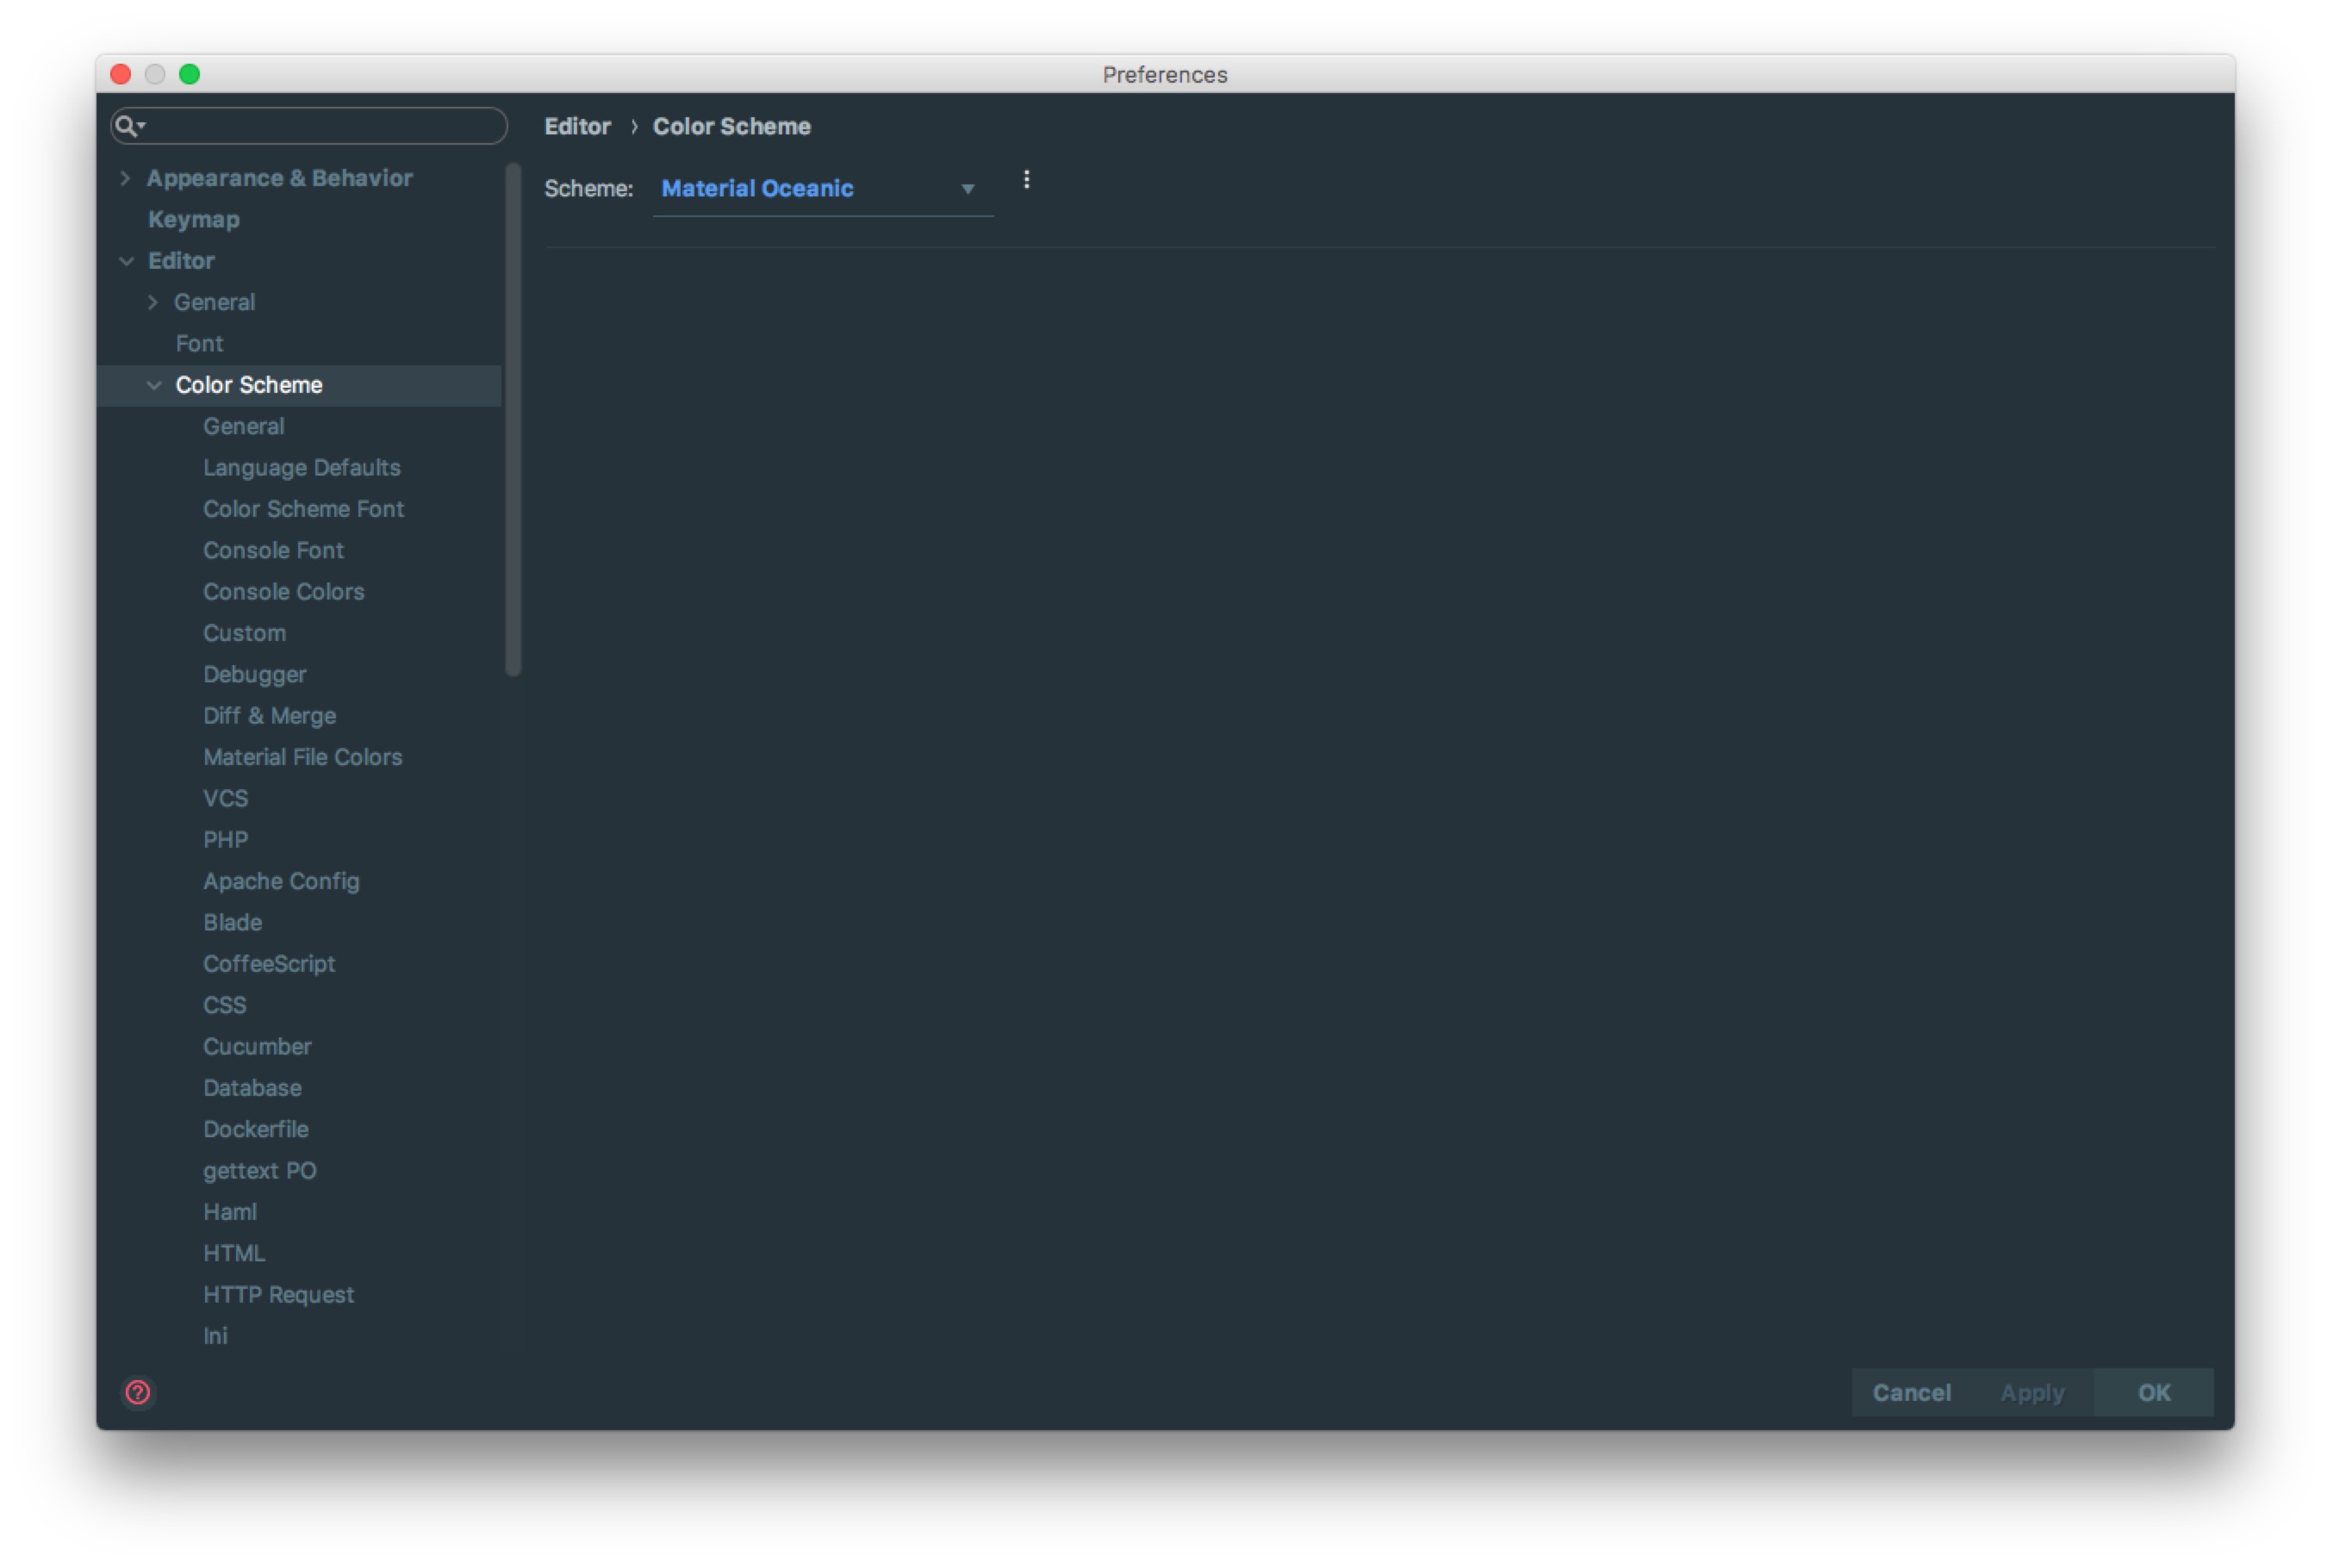 Preferences
Editor › Color Scheme
Scheme: Material Oceanic
Appearance & Behavior
Keymap
Editor
General
Font
Color Scheme
General
Language Defaults
Color Scheme Font
Console Font
Console Colors
Custom
Debugger
Diff & Merge
Material File Colors
VCS
PHP
Apache Config
Blade
CoffeeScript
CSS
Cucumber
Database
Dockerfile
gettext PO
Haml
HTML
HTTP Request
Ini
?
Cancel Apply OK